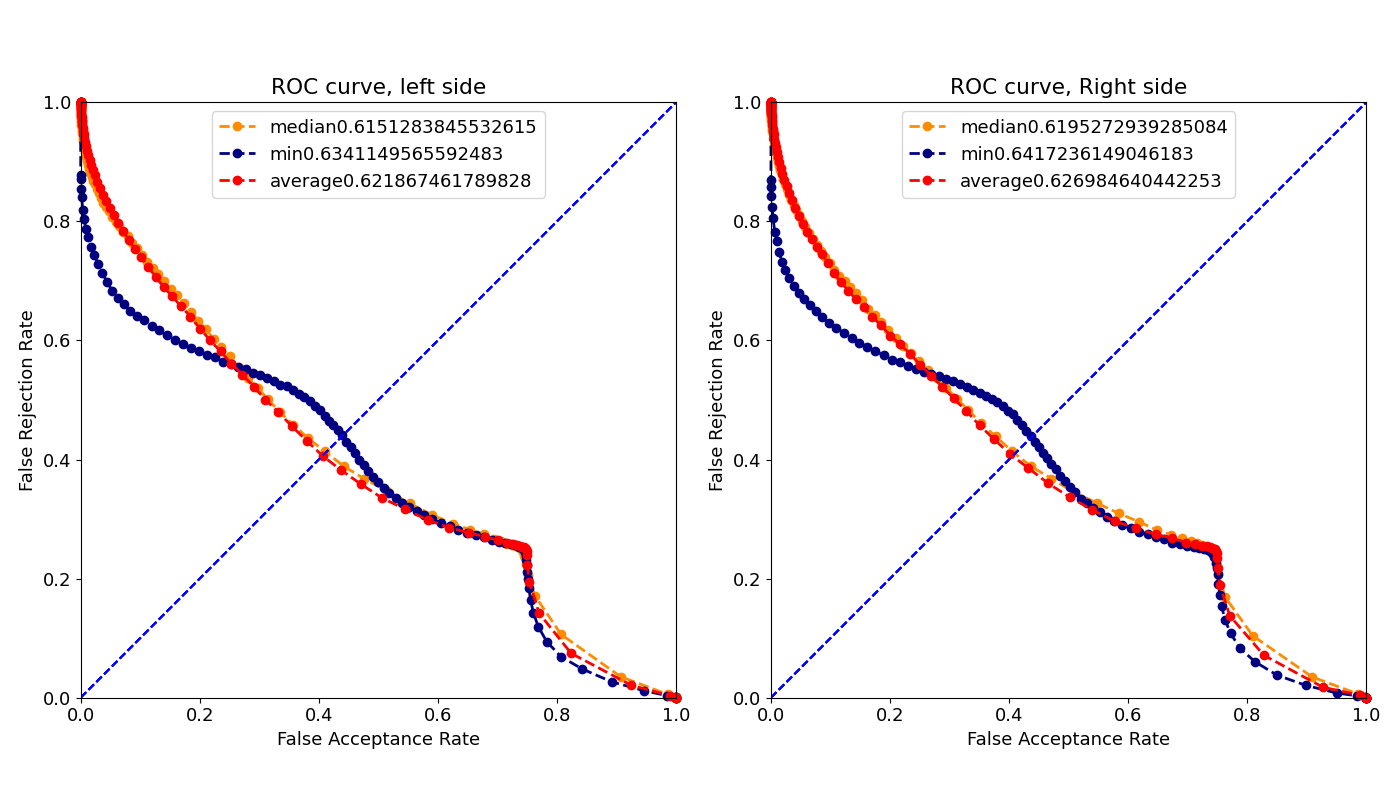 ROC curve, left side
median0.6151283845532615
min0.6341149565592483
average0.621867461789828
1.0
0.8
0.6
0.4
0.2
0.0
False Rejection Rate
0.0 0.2 0.4 0.6 0.8 1.0
False Acceptance Rate
ROC curve, Right side
median0.6195272939285084
min0.6417236149046183
average0.626984640442253
1.0
0.8
0.6
0.4
0.2
0.0
False Rejection Rate
0.0 0.2 0.4 0.6 0.8 1.0
False Acceptance Rate